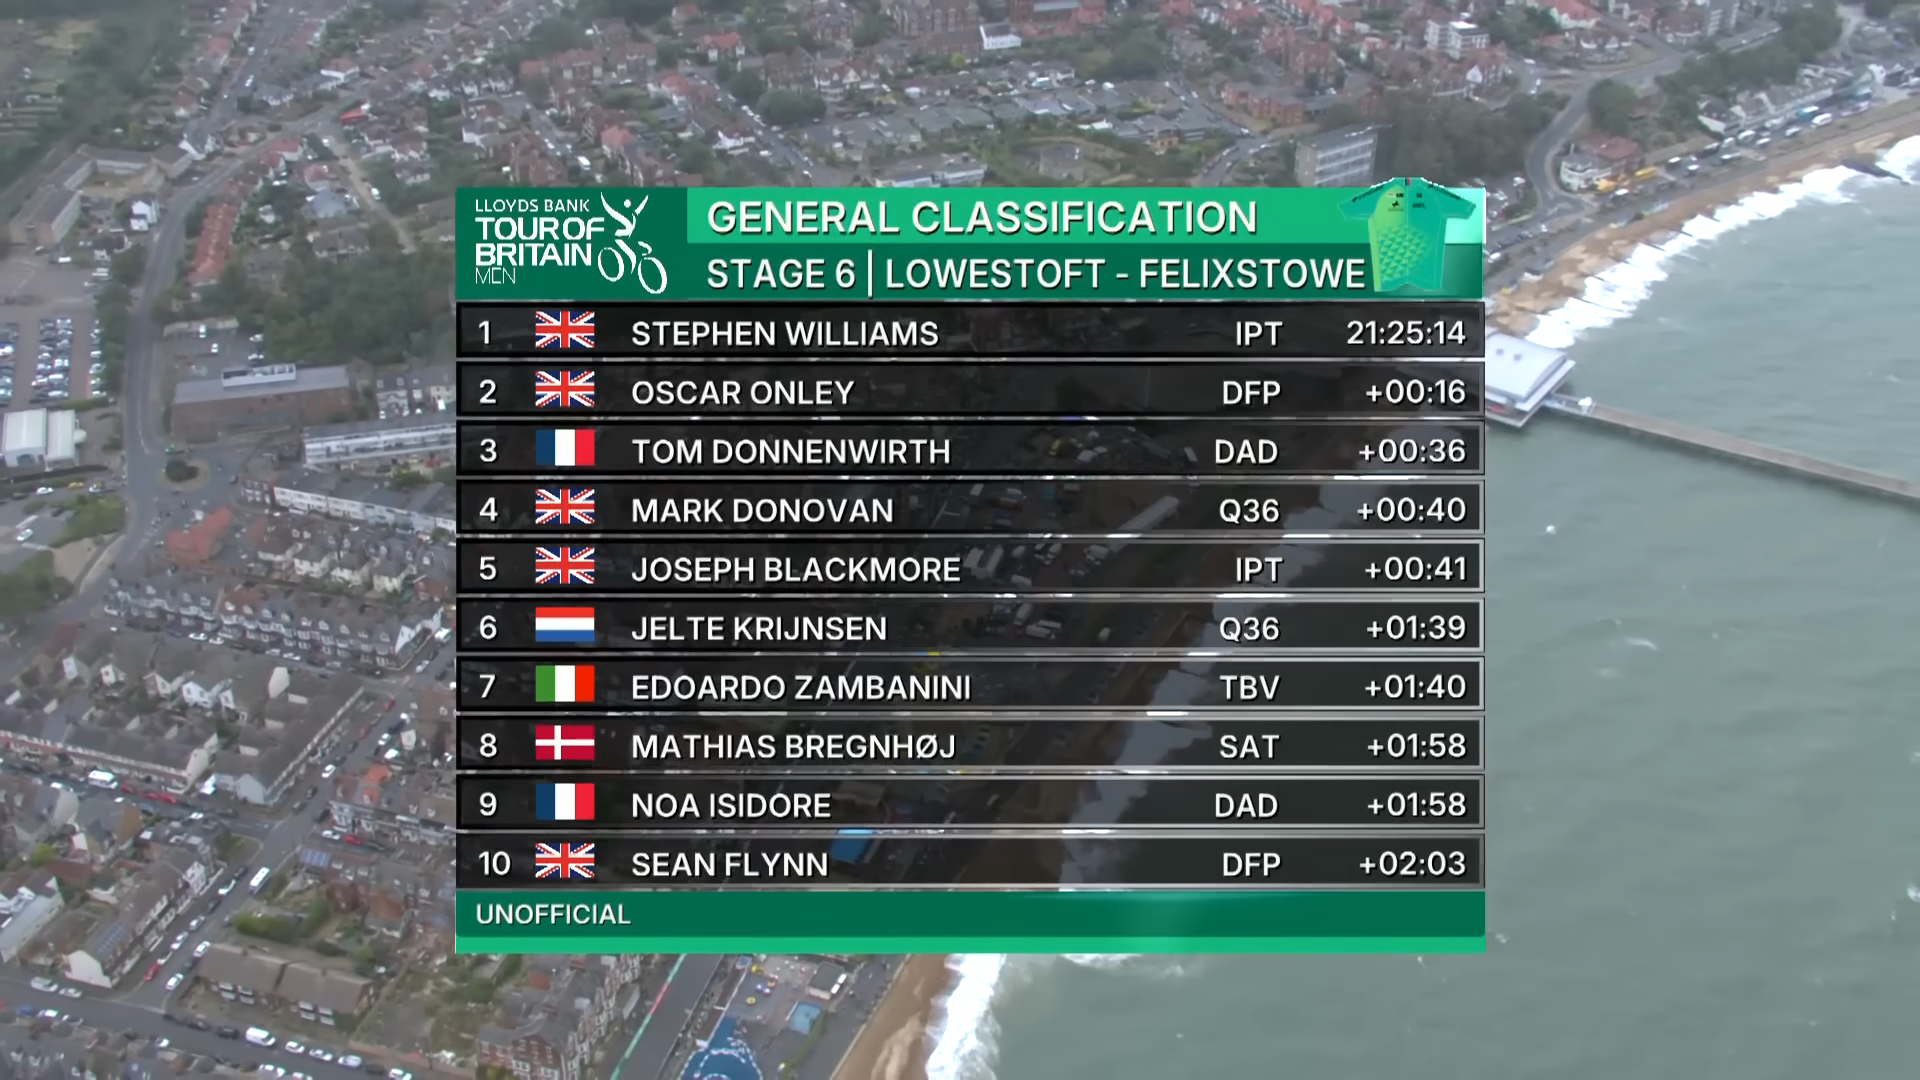 LLOYDS BANK
TOUR OF
BRITAIN
MEN
GENERAL CLASSIFICATION
STAGE 6 | LOWESTOFT - FELIXSTOWE
1 STEPHEN WILLIAMS IPT 21:25:14
2 OSCAR ONLEY DFP +00:16
3 TOM DONNENWIRTH DAD +00:36
4 MARK DONOVAN Q36 +00:40
5 JOSEPH BLACKMORE IPT +00:41
6 JELTE KRIJNSEN Q36 +01:39
7 EDOARDO ZAMBANINI TBV +01:40
8 MATHIAS BREGNHØJ SAT +01:58
9 NOA ISIDORE DAD +01:58
10 SEAN FLYNN DFP +02:03
UNOFFICIAL